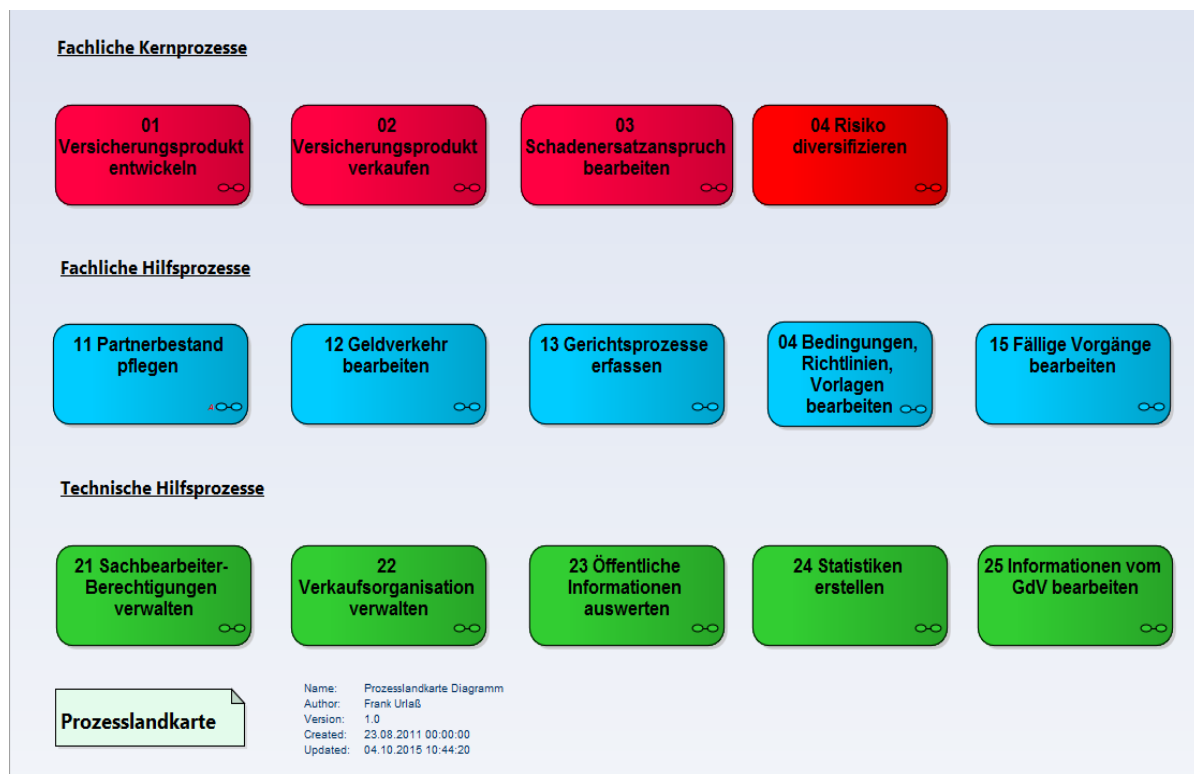 Fachliche Kernprozesse
01
Versicherungsprodukt
entwickeln
02
Versicherungsprodukt
verkaufen
03
Schadenersatzanspruch
bearbeiten
04 Risiko
diversifizieren
Fachliche Hilfsprozesse
11 Partnerbestand
pflegen
12 Geldverkehr
bearbeiten
13 Gerichtsprozesse
erfassen
04 Bedingungen,
Richtlinien,
Vorlagen
bearbeiten
15 Fällige Vorgänge
bearbeiten
Technische Hilfsprozesse
21 Sachbearbeiter-
Berechtigungen
verwalten
22
Verkaufsorganisation
verwalten
23 Öffentliche
Informationen
auswerten
24 Statistiken
erstellen
25 Informationen vom
GdV bearbeiten
Prozesslandkarte
Name: Prozesslandkarte Diagramm
Author: Frank Urlaß
Version: 1.0
Created: 23.08.2011 00:00:00
Updated: 04.10.2015 10:44:20